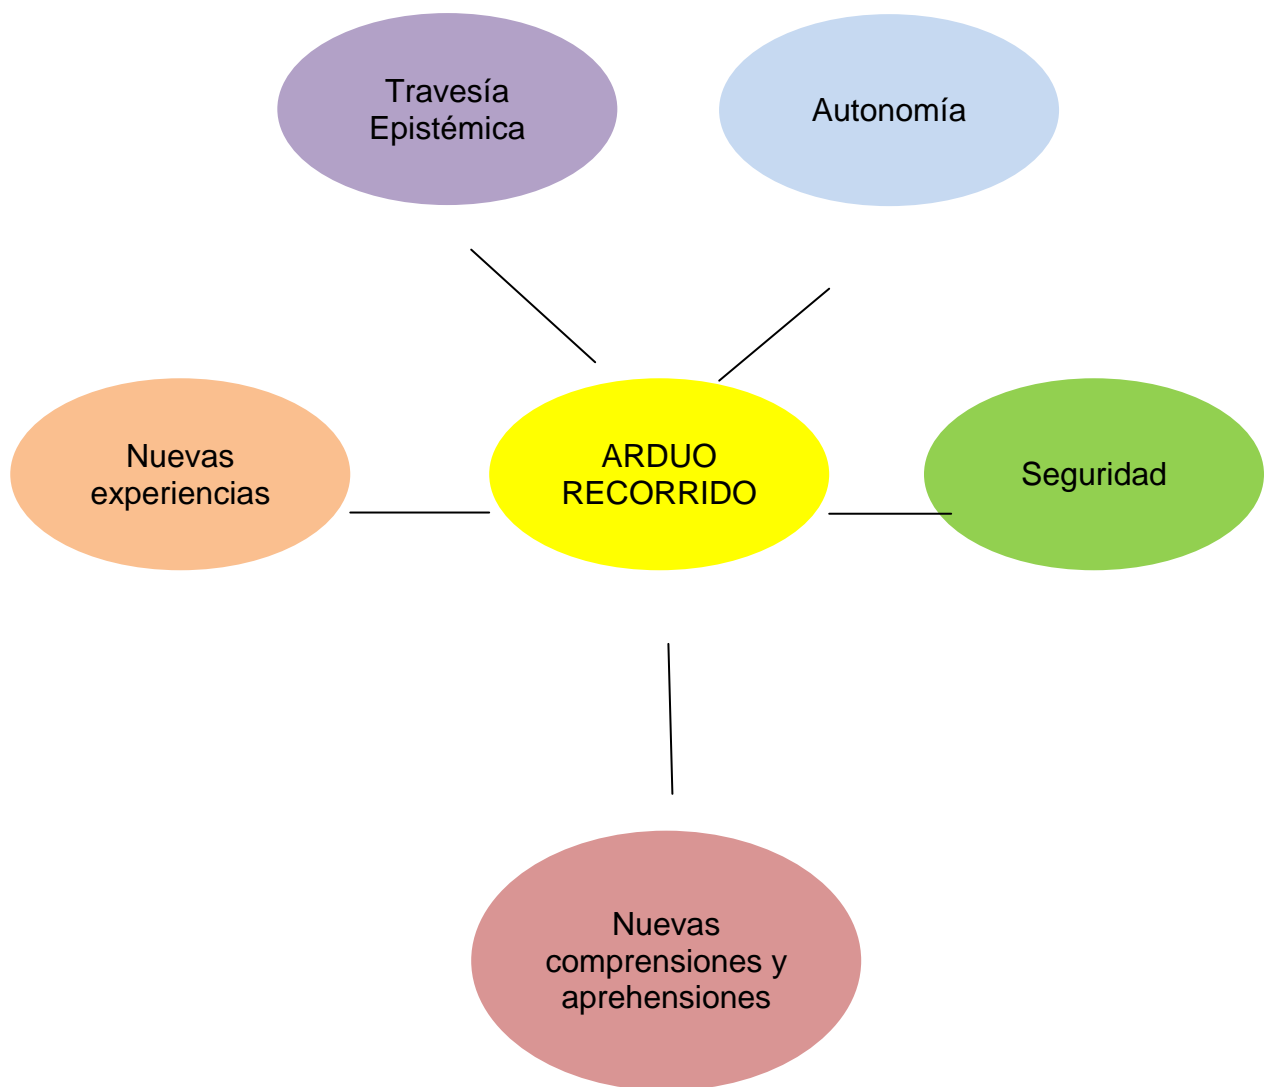 Travesía
Epistémica
Autonomía
Nuevas
experiencias
ARDUO
RECORRIDO
Seguridad
Nuevas
comprensiones y
aprehensiones